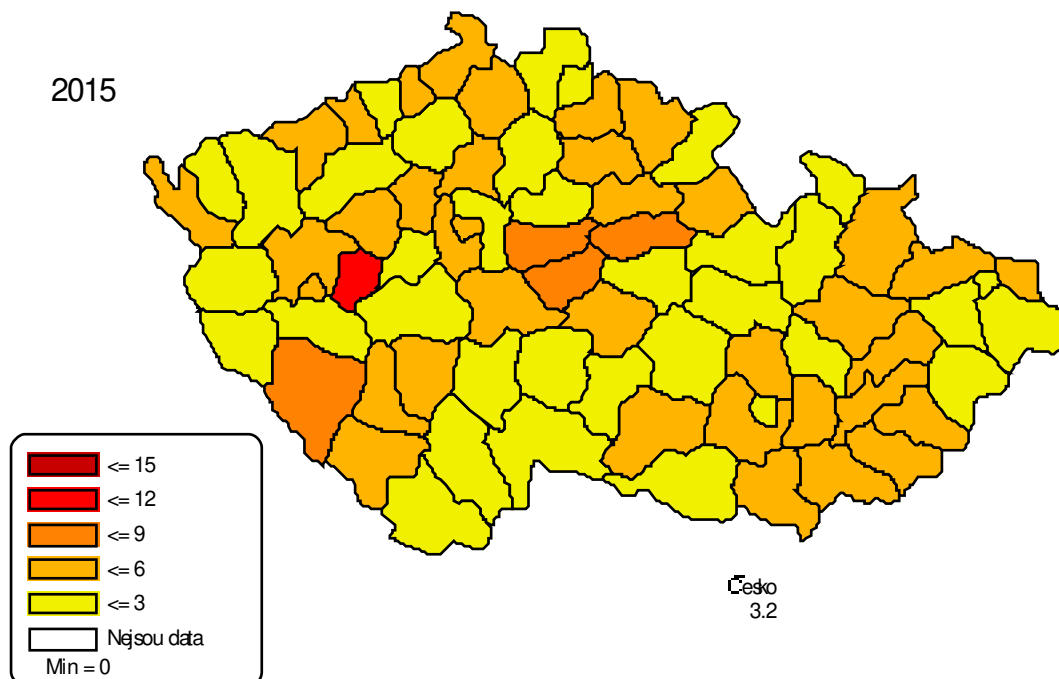 2015
<= 15
<= 12
<= 9
<= 6
<= 3
Nejsou data
Min = 0
Česko
3.2